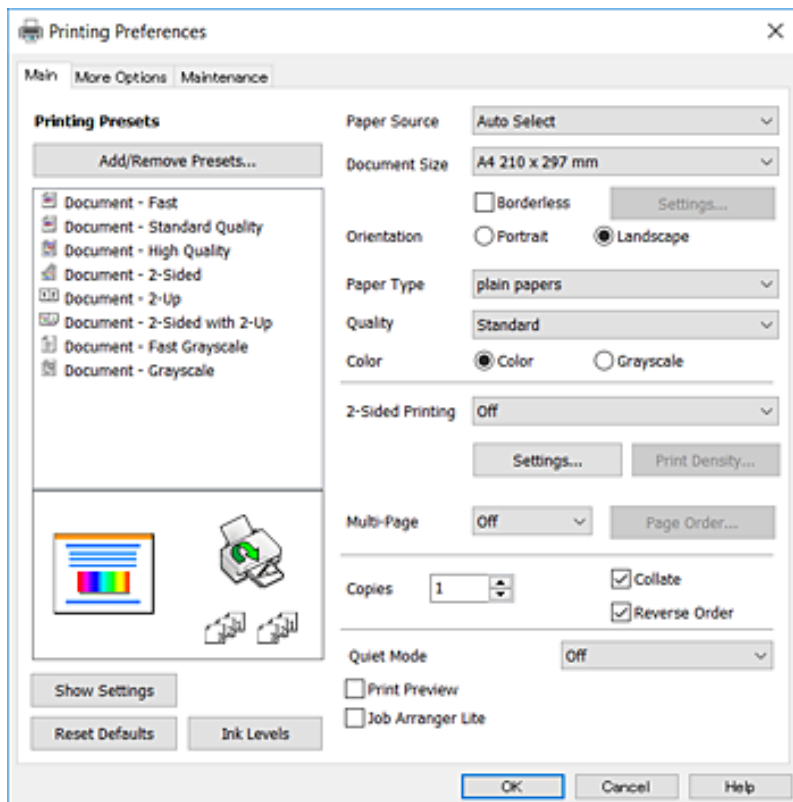 Printing Preferences
Main More Options Maintenance
Printing Presets
Add/Remove Presets...
Document - Fast
Document - Standard Quality
Document - High Quality
Document - 2-Sided
Document - 2-Up
Document - 2-Sided with 2-Up
Document - Fast Grayscale
Document - Grayscale
Show Settings
Reset Defaults Ink Levels
Paper Source Auto Select
Document Size A4 210 x 297 mm
Borderless Settings...
Orientation Portrait Landscape
Paper Type plain papers
Quality Standard
Color Color Grayscale
2-Sided Printing Off
Settings... Print Density...
Multi-Page Off Page Order...
Copies 1 Collate
Reverse Order
Quiet Mode Off
Print Preview
Job Arranger Lite
OK Cancel Help